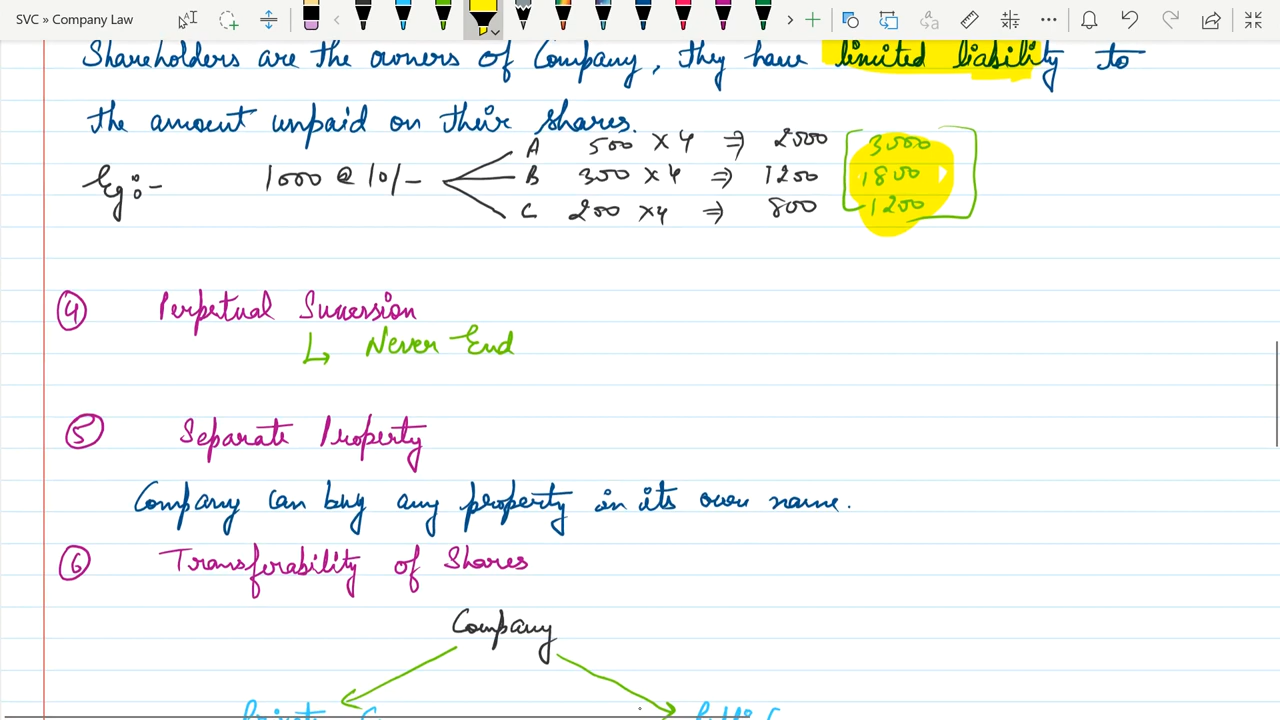 SVC » Company Law
Shareholders are the owners of Company, they have limited liability to
the amount unpaid on their shares.
Eg:- 1000 @ 10/-
A 500 × 4 ⇒ 2000 3000
B 300 × 4 ⇒ 1200 1800
C 200 × 4 ⇒ 800 1200
④ Perpetual Succession
↳ Never End
⑤ Separate Property
Company can buy any property in its own name.
⑥ Transferability of Shares
Company